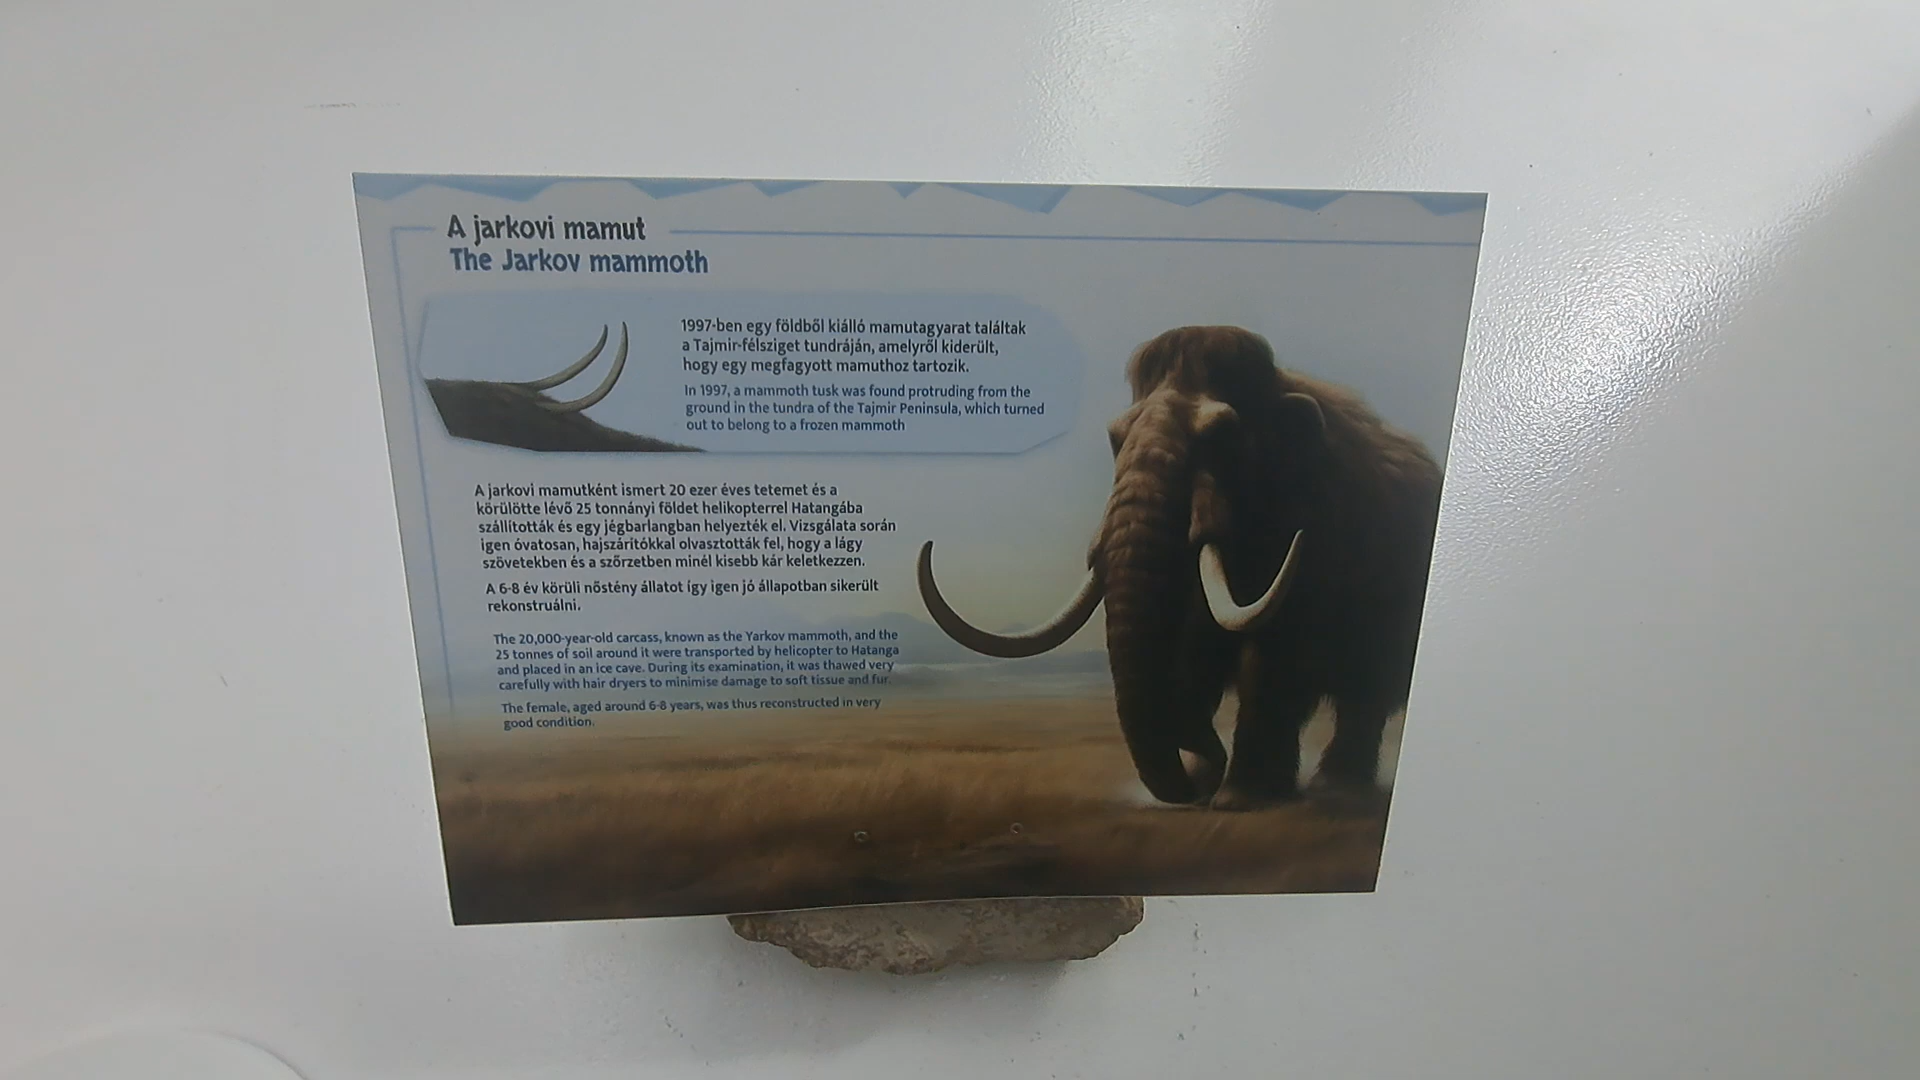 A jarkovi mamut
The Jarkov mammoth
1997-ben egy földből kiálló mamutagyarat találtak
a Tajmir-félsziget tundráján, amelyről kiderült,
hogy egy megfagyott mamuthoz tartozik.
In 1997, a mammoth tusk was found protruding from the
ground in the tundra of the Tajmir Peninsula, which turned
out to belong to a frozen mammoth
A jarkovi mamutként ismert 20 ezer éves tetemet és a
körülötte lévő 25 tonnányi földet helikopterrel Hatangába
szállították és egy jégbarlangban helyezték el. Vizsgálata során
igen óvatosan, hajszárítókkal olvasztották fel, hogy a lágy
szövetekben és a szőrzetben minél kisebb kár keletkezzen.
A 6-8 év körüli nőstény állatot így igen jó állapotban sikerült
rekonstruálni.
The 20,000-year-old carcass, known as the Yarkov mammoth, and the
25 tonnes of soil around it were transported by helicopter to Hatanga
and placed in an ice cave. During its examination, it was thawed very
carefully with hair dryers to minimise damage to soft tissue and fur.
The female, aged around 6-8 years, was thus reconstructed in very
good condition.